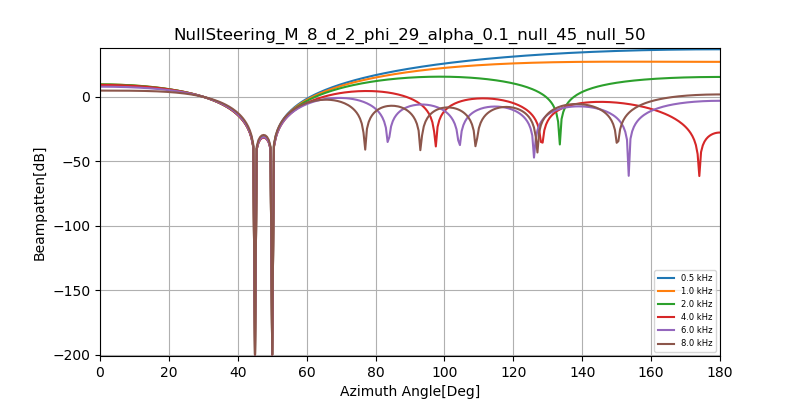 NullSteering_M_8_d_2_phi_29_alpha_0.1_null_45_null_50
Beampatten[dB]
0
−50
−100
−150
−200
0 20 40 60 80 100 120 140 160 180
Azimuth Angle[Deg]
0.5 kHz
1.0 kHz
2.0 kHz
4.0 kHz
6.0 kHz
8.0 kHz